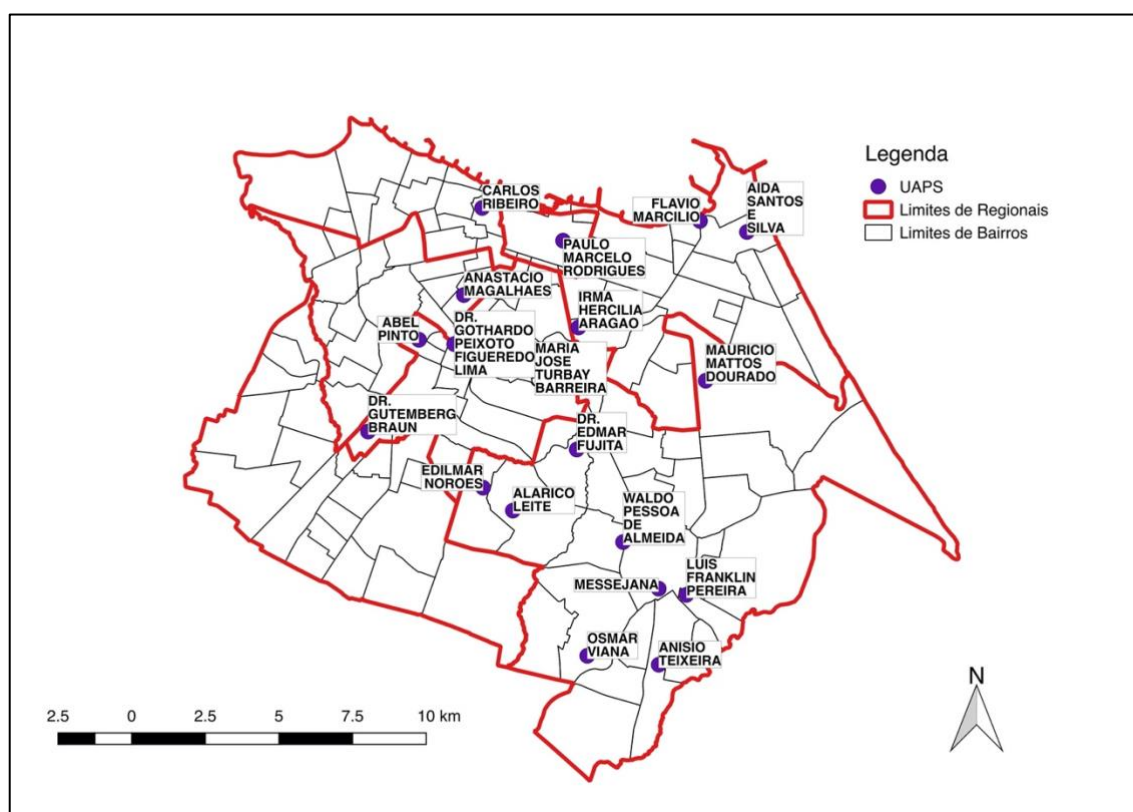 CARLOS
RIBEIRO
FLAVIO
MARCILIO
AIDA
SANTOS
E
SILVA
Legenda
UAPS
Limites de Regionais
Limites de Bairros
PAULO
MARCELO
RODRIGUES
ANASTACIO
MAGALHAES
IRMA
HERCILIA
ARAGAO
ABEL
PINTO
DR.
GOTHARDO
PEIXOTO
FIGUEREDO
LIMA
MARIA
JOSE
TURBAY
BARREIRA
MAURICIO
MATTOS
DOURADO
DR.
GUTEMBERG
BRAUN
DR.
EDMAR
FUJITA
EDILMAR
NOROES
ALARICO
LEITE
WALDO
PESSOA
DE
ALMEIDA
MESSEJANA
LUIS
FRANKLIN
PEREIRA
OSMAR
VIANA
ANISIO
TEIXEIRA
2.5 0 2.5 5 7.5 10 km
N